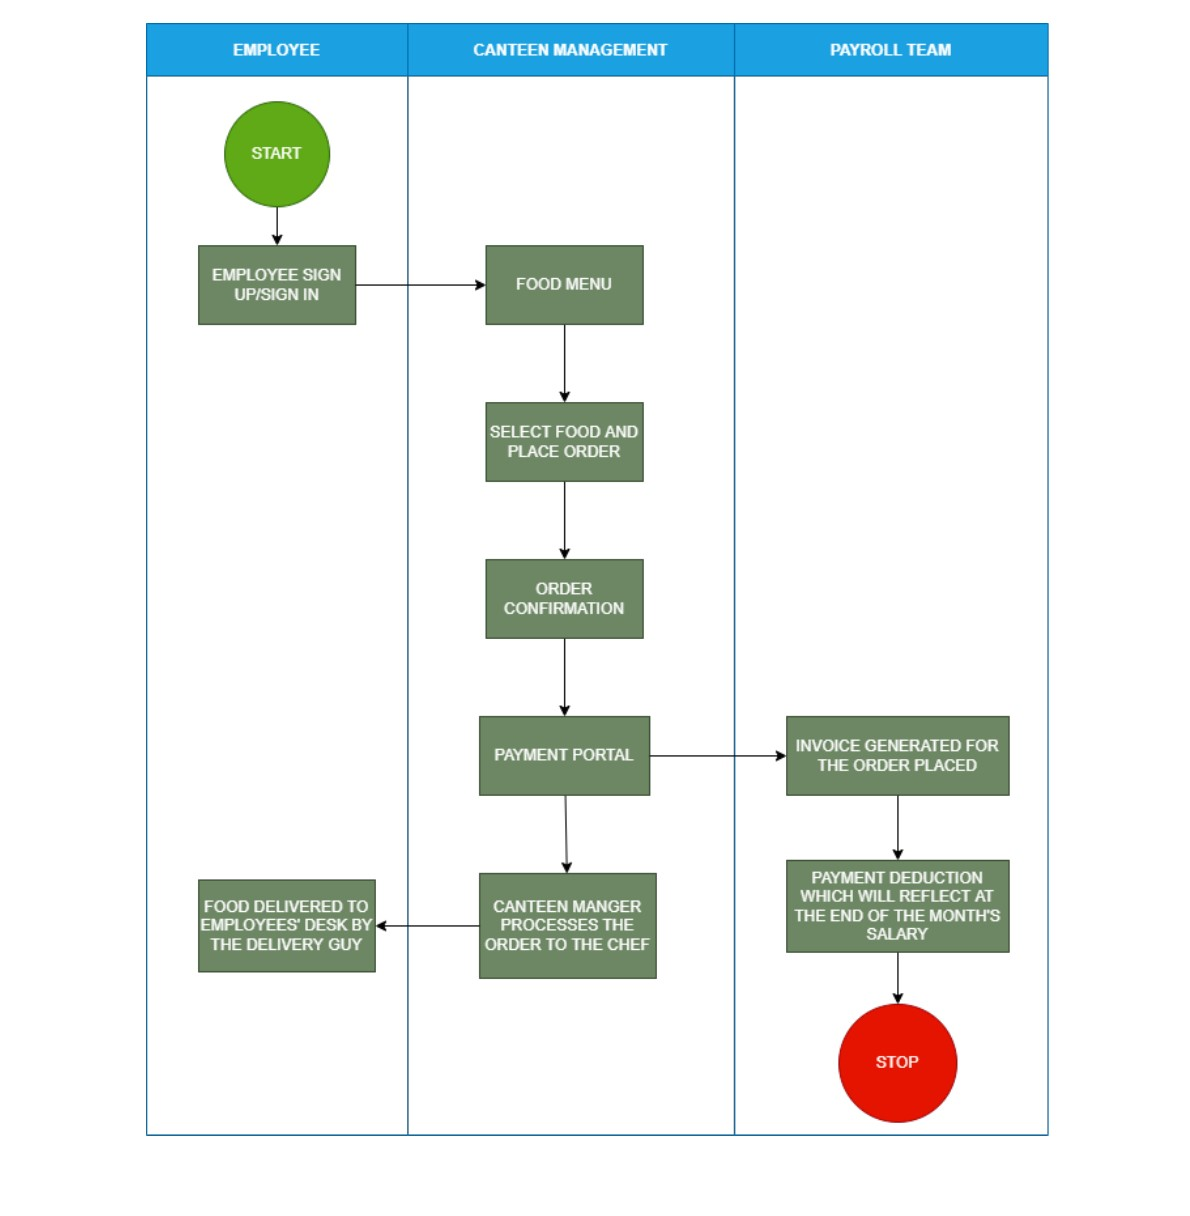 EMPLOYEE
CANTEEN MANAGEMENT
PAYROLL TEAM
START
EMPLOYEE SIGN
UP/SIGN IN
FOOD MENU
SELECT FOOD AND
PLACE ORDER
ORDER
CONFIRMATION
PAYMENT PORTAL
INVOICE GENERATED FOR
THE ORDER PLACED
CANTEEN MANGER
PROCESSES THE
ORDER TO THE CHEF
FOOD DELIVERED TO
EMPLOYEES' DESK BY
THE DELIVERY GUY
PAYMENT DEDUCTION
WHICH WILL REFLECT AT
THE END OF THE MONTH'S
SALARY
STOP